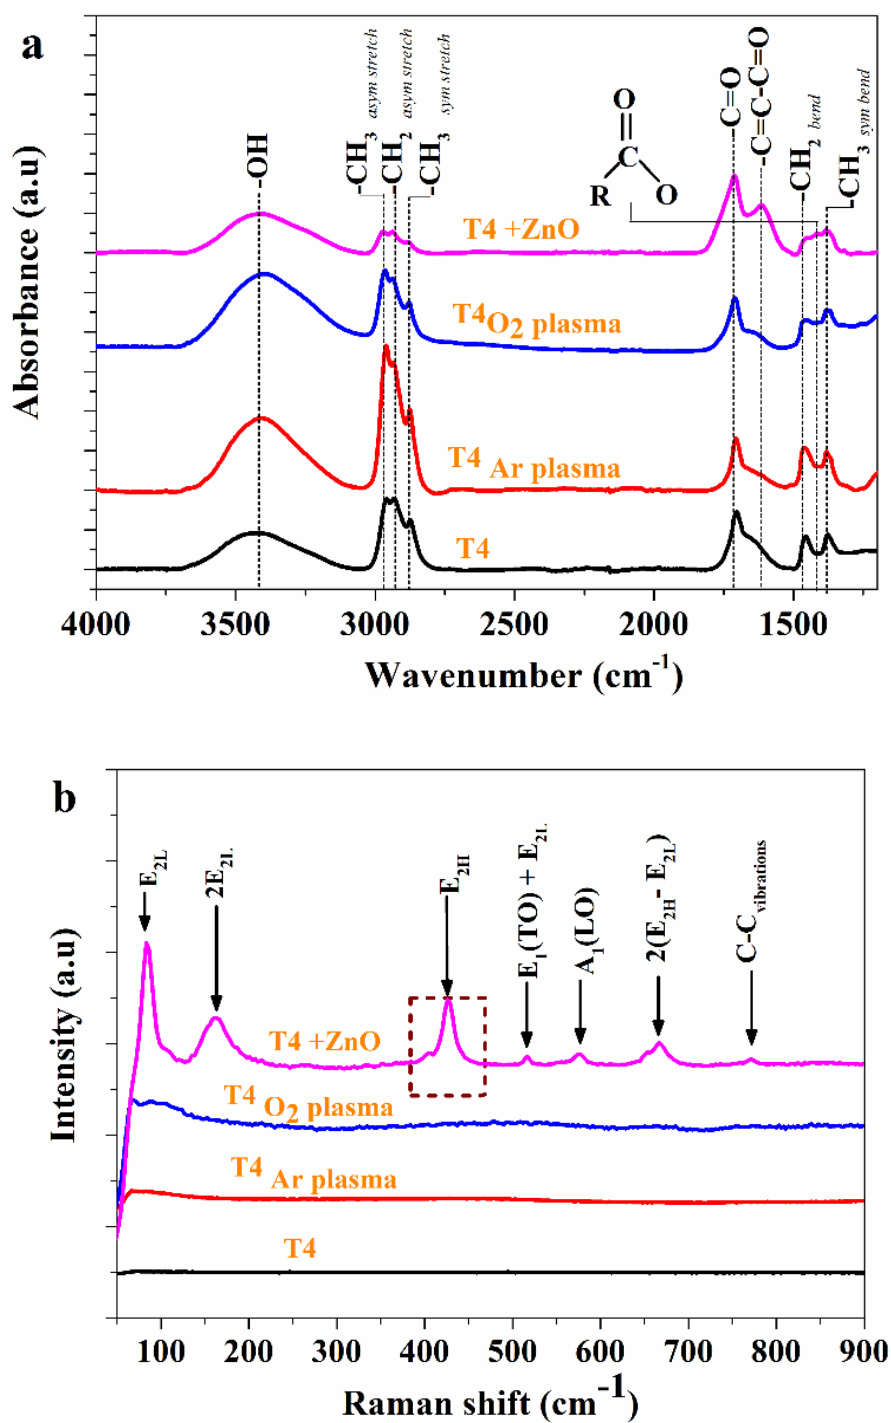 a
Absorbance (a.u)
-OH
-CH3 asym stretch
-CH2 asym stretch
-CH3 sym stretch
O
C
R
O
-C=O
-C=C-C=O
-CH2 bend
-CH3 sym bend
T4 +ZnO
T4 O2 plasma
T4 Ar plasma
T4
4000 3500 3000 2500 2000 1500
Wavenumber (cm-1)
b
Intensity (a.u)
E2L
2E2L
E2H
E1(TO) + E2L
A1(LO)
2(E2H- E2L)
C-Cvibrations
T4 +ZnO
T4 O2 plasma
T4 Ar plasma
T4
100 200 300 400 500 600 700 800 900
Raman shift (cm-1)